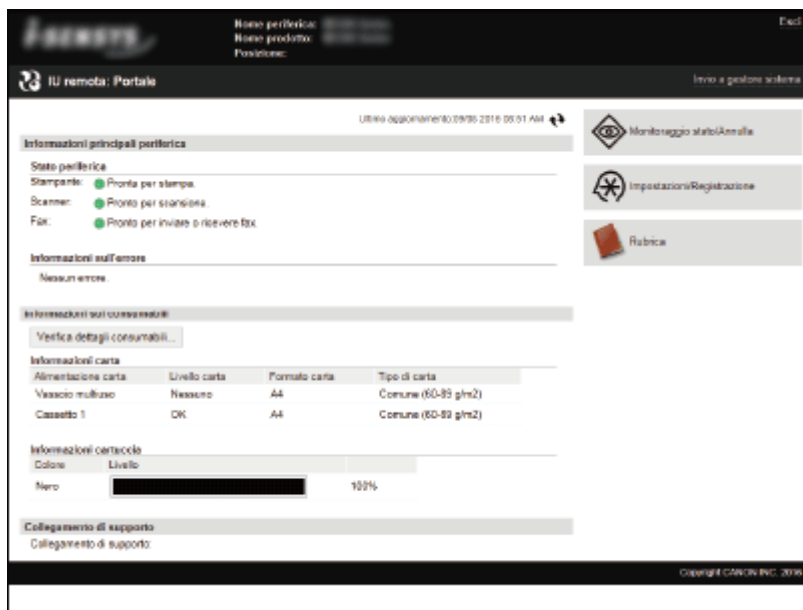 i-SENSYS
Nome periferica:
Nome prodotto:
Posizione:
Esci
IU remota: Portale
Invio a gestore sistema
Ultimo aggiornamento:09/08 2016 08:51 AM
Informazioni principali periferica
Stato periferica
Stampante: Pronta per stampa.
Scanner: Pronto per scansione.
Fax: Pronto per inviare o ricevere fax.
Informazioni sull'errore
Nessun errore.
Informazioni sui consumabili
Verifica dettagli consumabili...
Informazioni carta
Alimentazione carta Livello carta Formato carta Tipo di carta
Vassoio multiuso Nessuno A4 Comune (60-89 g/m2)
Cassetto 1 OK A4 Comune (60-89 g/m2)
Informazioni cartuccia
Colore Livello
Nero 100%
Collegamento di supporto
Collegamento di supporto:
Monitoraggio stato/Annulla
Impostazioni/Registrazione
Rubrica
Copyright CANON INC. 2016